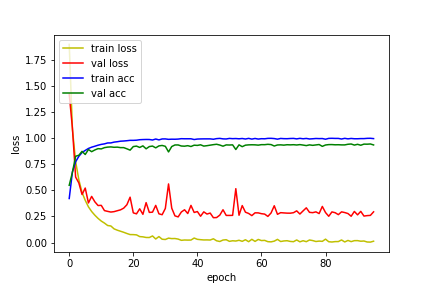 train loss
val loss
train acc
val acc
1.75
1.50
1.25
1.00
0.75
0.50
0.25
0.00
0 20 40 60 80
epoch
loss